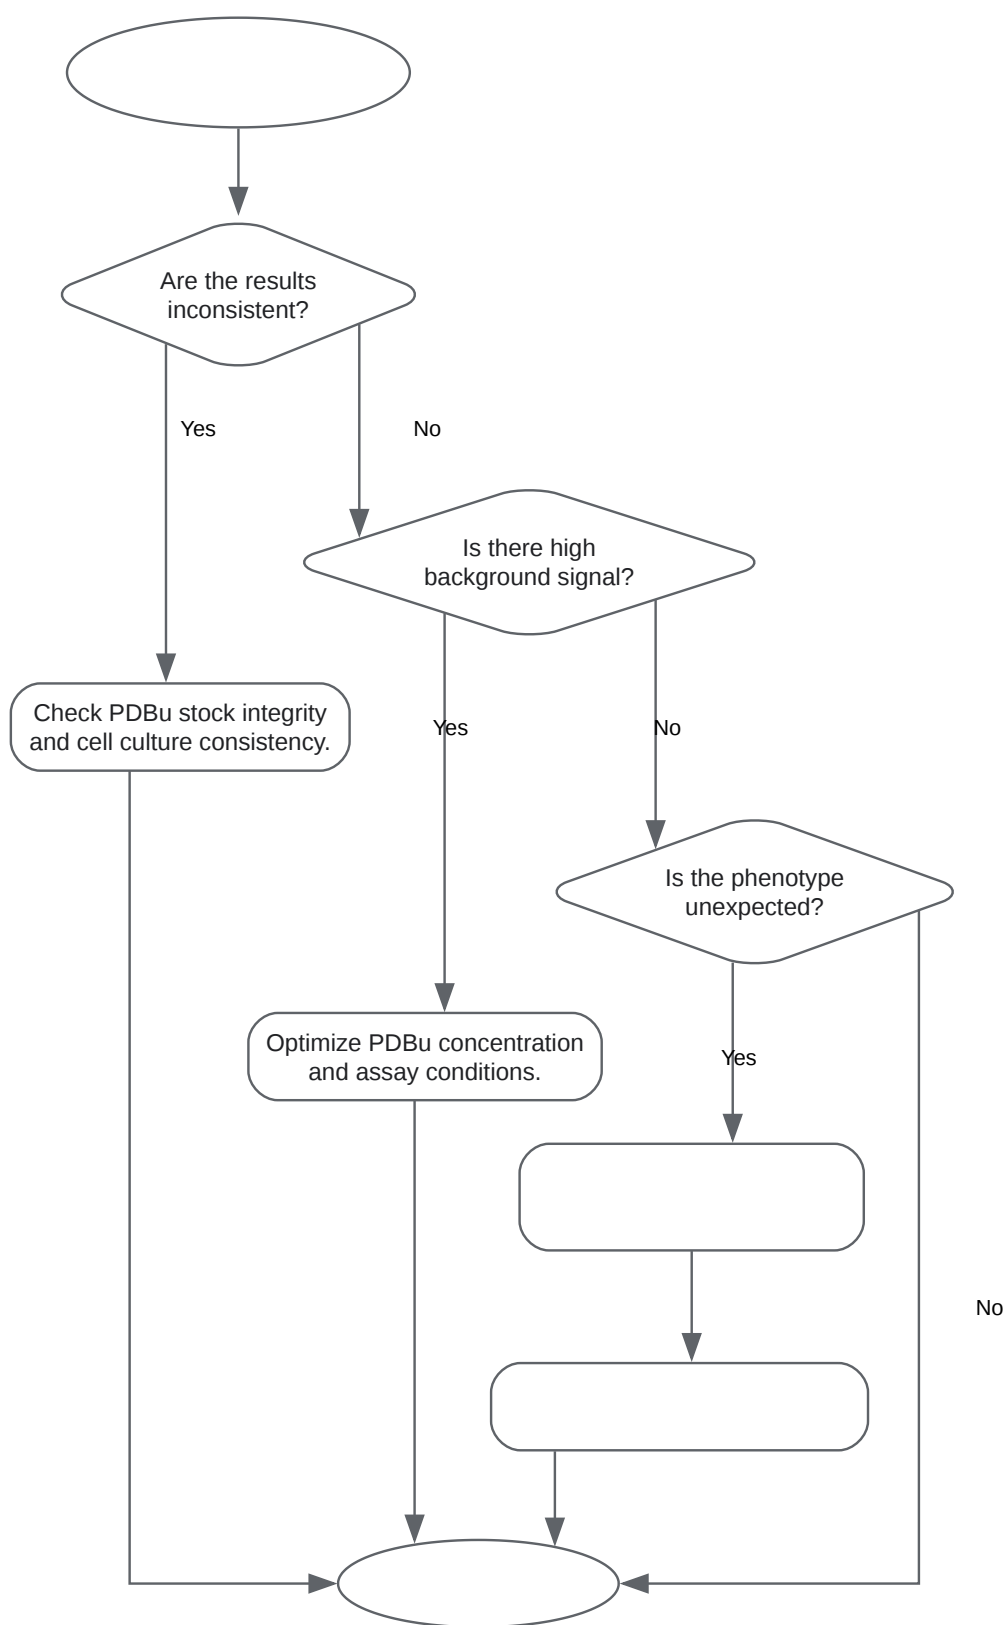 Are the results
inconsistent?
Yes
No
Is there high
background signal?
Check PDBu stock integrity
and cell culture consistency.
Yes
No
Is the phenotype
unexpected?
Optimize PDBu concentration
and assay conditions.
Yes
No